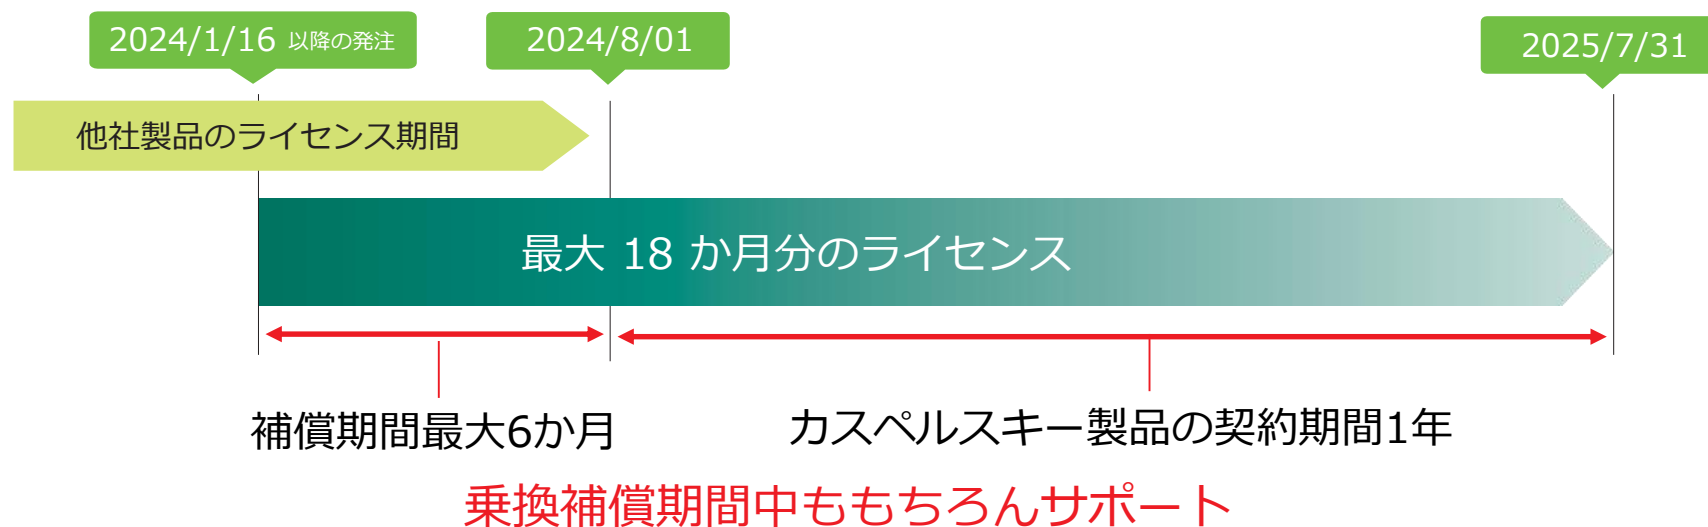 2024/1/16 以降の発注
2024/8/01
2025/7/31
他社製品のライセンス期間
最大 18 か月分のライセンス
補償期間最大6か月
カスペルスキー製品の契約期間1年
乗換補償期間中ももちろんサポート